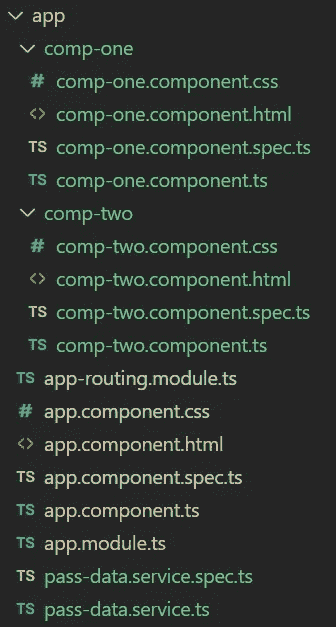 app
comp-one
# comp-one.component.css
<> comp-one.component.html
TS comp-one.component.spec.ts
TS comp-one.component.ts
comp-two
# comp-two.component.css
<> comp-two.component.html
TS comp-two.component.spec.ts
TS comp-two.component.ts
TS app-routing.module.ts
# app.component.css
<> app.component.html
TS app.component.spec.ts
TS app.component.ts
TS app.module.ts
TS pass-data.service.spec.ts
TS pass-data.service.ts